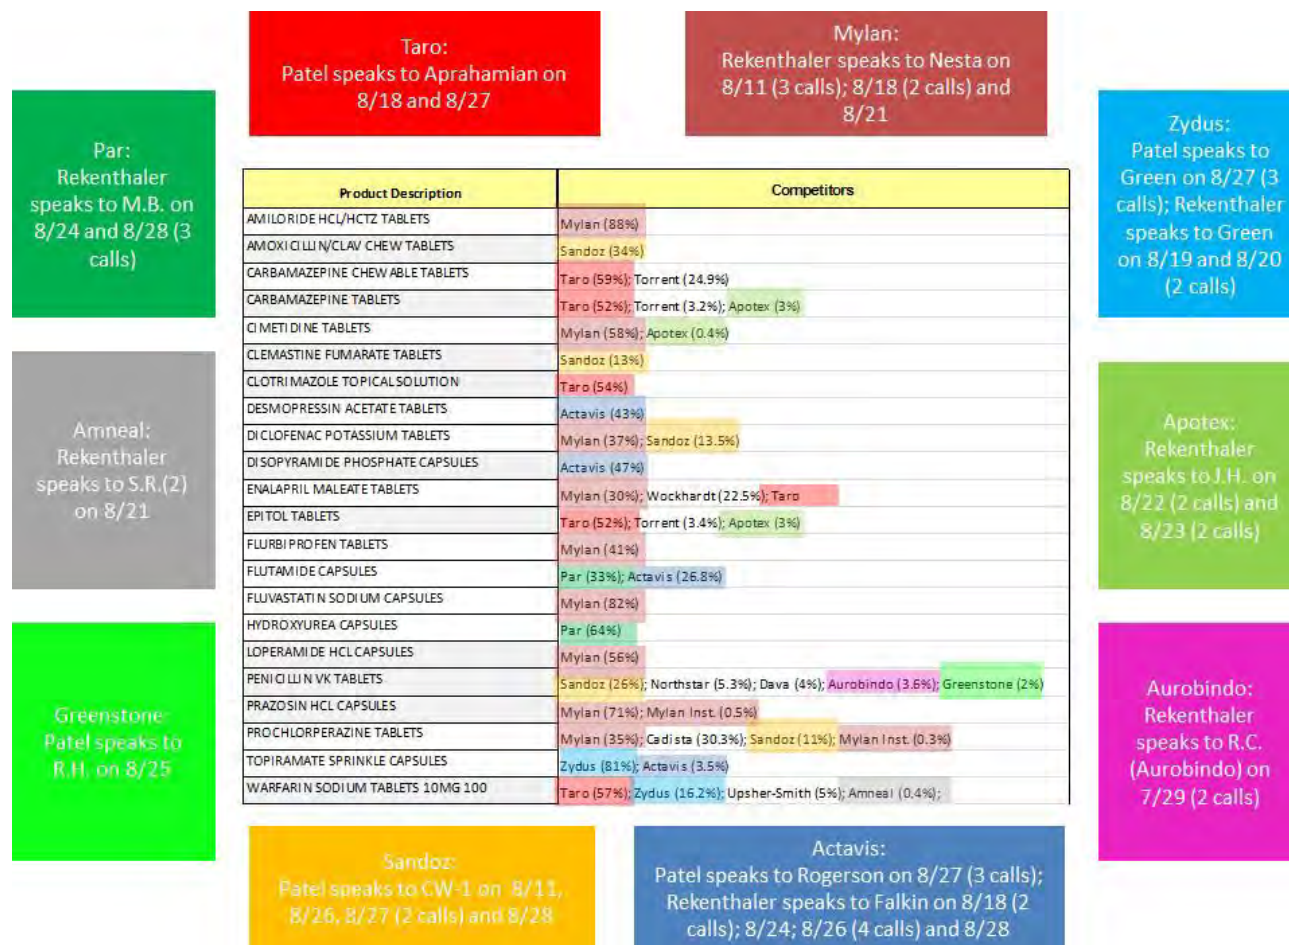 Taro:
Patel speaks to Aprahamian on
8/18 and 8/27
Mylan:
Rekenthaler speaks to Nesta on
8/11 (3 calls); 8/18 (2 calls) and
8/21
Par:
Rekenthaler
speaks to M.B. on
8/24 and 8/28 (3
calls)
Zydus:
Patel speaks to
Green on 8/27 (3
calls); Rekenthaler
speaks to Green
on 8/19 and 8/20
(2 calls)
Amneal:
Rekenthaler
speaks to S.R.(2)
on 8/21
Apotex:
Rekenthaler
speaks to J.H. on
8/22 (2 calls) and
8/23 (2 calls)
Greenstone:
Patel speaks to
R.H. on 8/25
Aurobindo:
Rekenthaler
speaks to R.C.
(Aurobindo) on
7/29 (2 calls)
Product Description Competitors
AMILORIDE HCL/HCTZ TABLETS Mylan (88%)
AMOXICILLIN/CLAV CHEW TABLETS Sandoz (34%)
CARBAMAZEPINE CHEWABLE TABLETS Taro (59%); Torrent (24.9%)
CARBAMAZEPINE TABLETS Taro (52%); Torrent (3.2%); Apotex (3%)
CIMETIDINE TABLETS Mylan (58%); Apotex (0.4%)
CLEMASTINE FUMARATE TABLETS Sandoz (13%)
CLOTRIMAZOLE TOPICAL SOLUTION Taro (54%)
DESMOPRESSIN ACETATE TABLETS Actavis (43%)
DICLOFENAC POTASSIUM TABLETS Mylan (37%); Sandoz (13.5%)
DISOPYRAMIDE PHOSPHATE CAPSULES Actavis (47%)
ENALAPRIL MALEATE TABLETS Mylan (30%); Wockhardt (22.5%); Taro
EPITOL TABLETS Taro (52%); Torrent (3.4%); Apotex (3%)
FLURBIPROFEN TABLETS Mylan (41%)
FLUTAMIDE CAPSULES Par (33%); Actavis (26.8%)
FLUVASTATIN SODIUM CAPSULES Mylan (82%)
HYDROXYUREA CAPSULES Par (64%)
LOPERAMIDE HCL CAPSULES Mylan (56%)
PENICILLIN VK TABLETS Sandoz (26%); Northstar (5.3%); Dava (4%); Aurobindo (3.6%); Greenstone (2%)
PRAZOSIN HCL CAPSULES Mylan (71%); Mylan Inst. (0.5%)
PROCHLORPERAZINE TABLETS Mylan (35%); Cadista (30.3%); Sandoz (11%); Mylan Inst. (0.3%)
TOPIRAMATE SPRINKLE CAPSULES Zydus (81%); Actavis (3.5%)
WARFARIN SODIUM TABLETS 10MG 100 Taro (57%); Zydus (16.2%); Upsher-Smith (5%); Amneal (0.4%);
Sandoz:
Patel speaks to CW-1 on 8/11,
8/26, 8/27 (2 calls) and 8/28
Actavis:
Patel speaks to Rogerson on 8/27 (3 calls);
Rekenthaler speaks to Falkin on 8/18 (2
calls); 8/24; 8/26 (4 calls) and 8/28